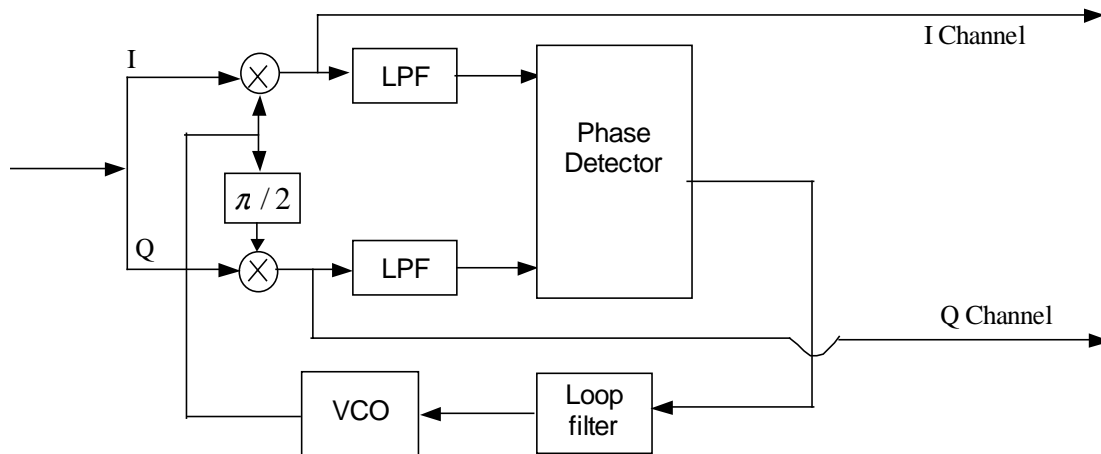 I Channel
I
LPF
Phase
Detector
π / 2
Q
LPF
Q Channel
VCO
Loop
filter